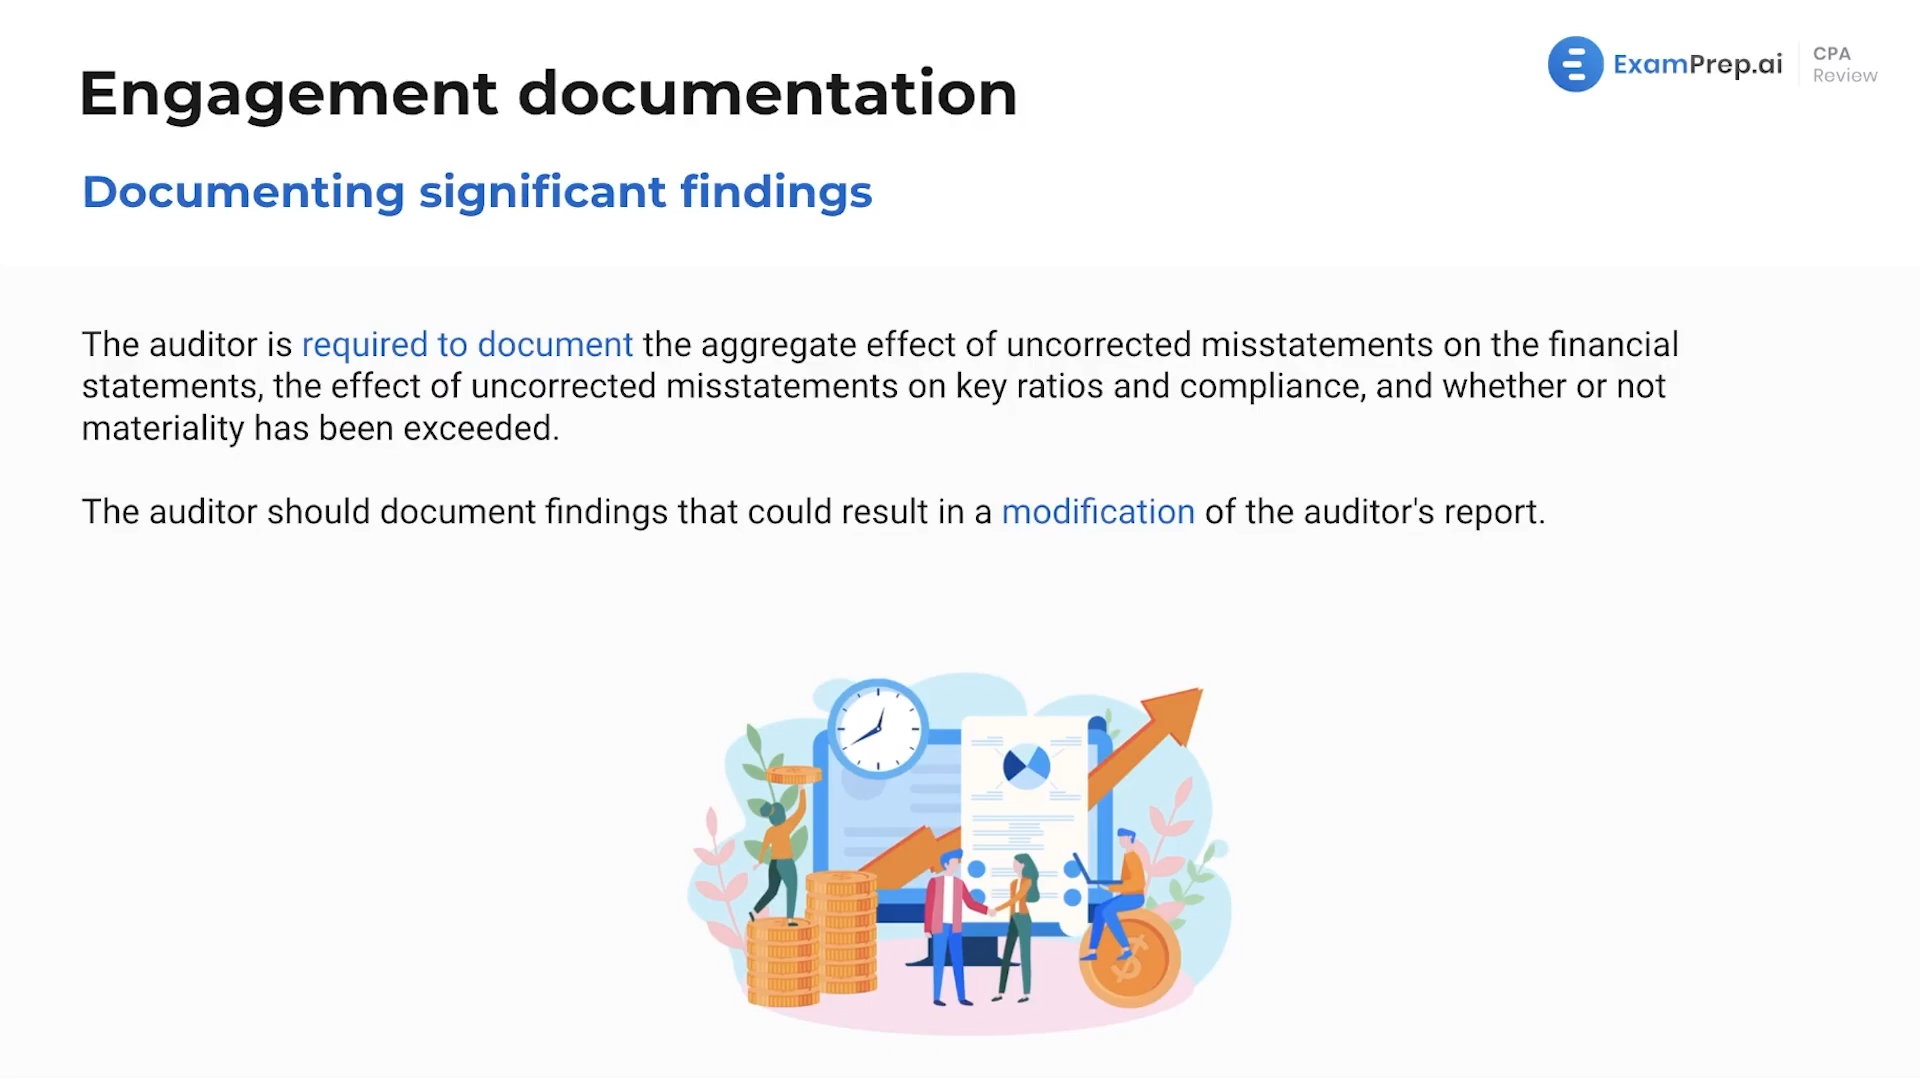 Engagement documentation
ExamPrep.ai
CPA
Review
Documenting significant findings
The auditor is required to document the aggregate effect of uncorrected misstatements on the financial
statements, the effect of uncorrected misstatements on key ratios and compliance, and whether or not
materiality has been exceeded.
The auditor should document findings that could result in a modification of the auditor's report.
$